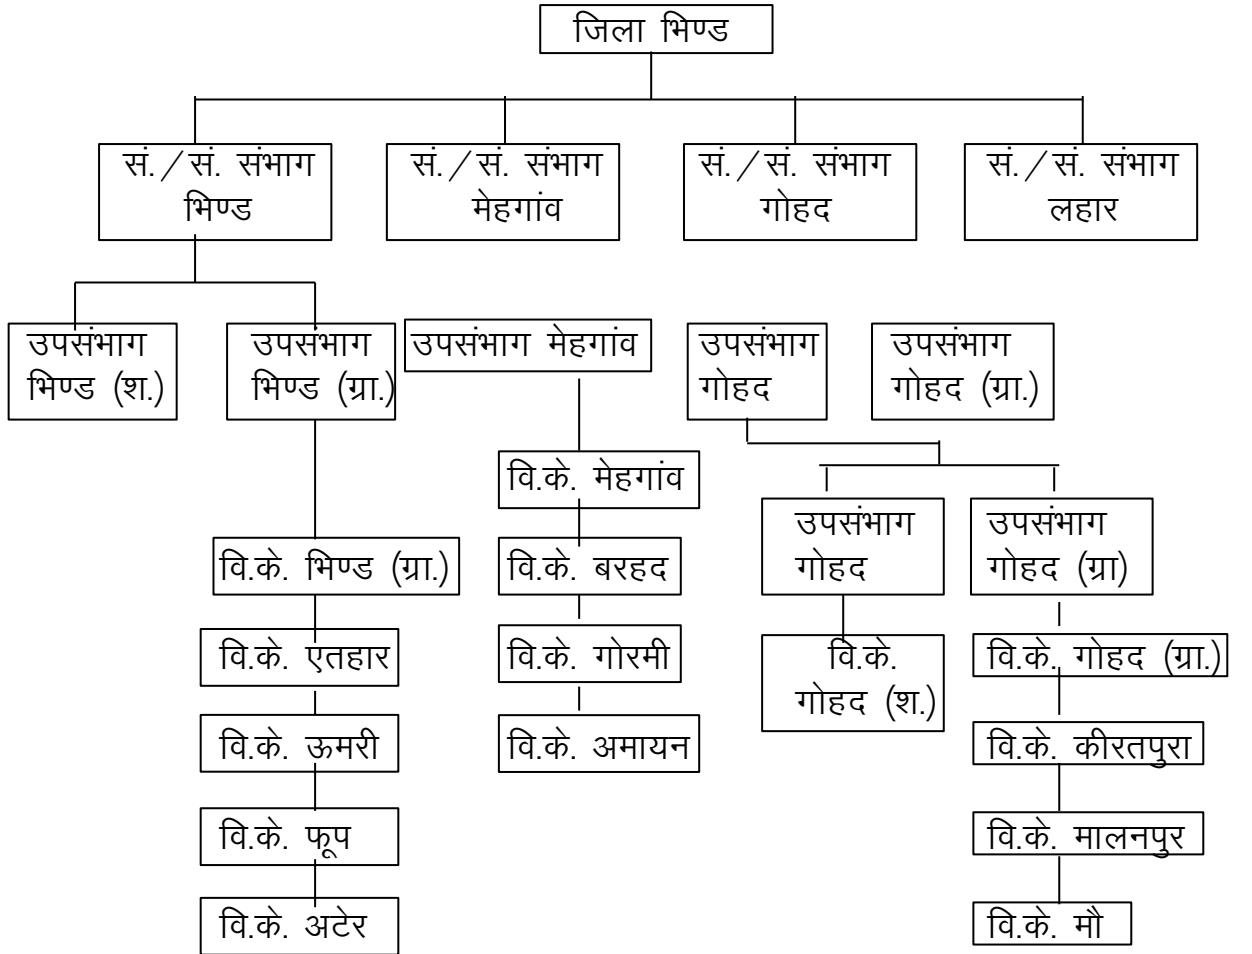 जिला भिण्ड
सं./सं. संभाग
भिण्ड
सं./सं. संभाग
मेहगांव
सं./सं. संभाग
गोहद
सं./सं. संभाग
लहार
उपसंभाग
भिण्ड (श.)
उपसंभाग
भिण्ड (ग्रा.)
उपसंभाग मेहगांव
उपसंभाग
गोहद
उपसंभाग
गोहद (ग्रा.)
वि.के. भिण्ड (ग्रा.)
वि.के. एतहार
वि.के. ऊमरी
वि.के. फूप
वि.के. अटेर
वि.के. मेहगांव
वि.के. बरहद
वि.के. गोरमी
वि.के. अमायन
उपसंभाग
गोहद
वि.के.
गोहद (श.)
उपसंभाग
गोहद (ग्रा)
वि.के. गोहद (ग्रा.)
वि.के. कीरतपुरा
वि.के. मालनपुर
वि.के. मौ